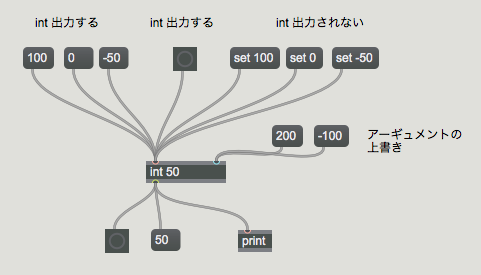 int 出力する
int 出力する
int 出力されない
100
0
-50
set 100
set 0
set -50
200
-100
アーギュメントの
上書き
int 50
50
print